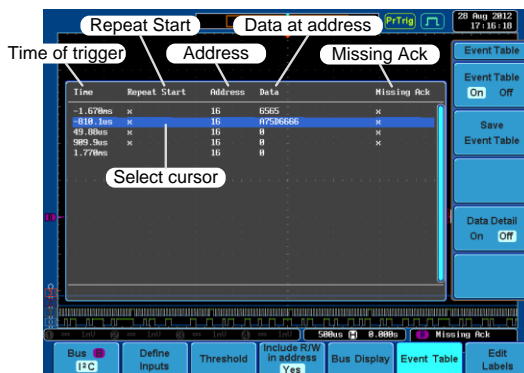 Repeat Start
Data at address
PrTrig
28 Aug 2012
17:16:18
Time of trigger
Address
Missing Ack
Event Table
Time Repeat Start Address Data Missing Ack
-1.670ms x 16 6565 x
-810.1us x 16 A75D6666 x
49.80us x 16 0 x
909.9us x 16 0 x
1.770ms 16 0
Select cursor
Event Table
On Off
Save
Event Table
Data Detail
On Off
B
500us H 0.000s
B Missing Ack
Bus B
I²C
Define
Inputs
Threshold
Include R/W
in address
Yes
Bus Display
Event Table
Edit
Labels